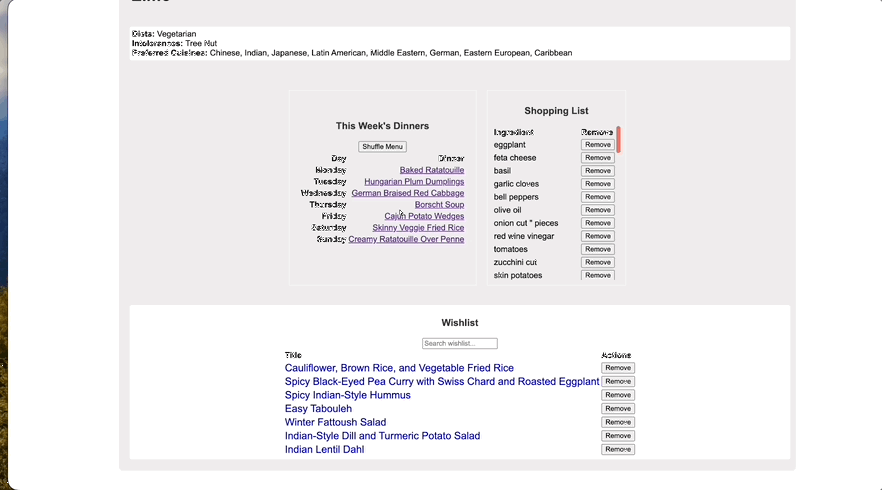 Diets: Vegetarian
Intolerances: Tree Nut
Preferred Cuisines: Chinese, Indian, Japanese, Latin American, Middle Eastern, German, Eastern European, Caribbean
This Week's Dinners
Shuffle Menu
Day Dinner
Monday Baked Ratatouille
Tuesday Hungarian Plum Dumplings
Wednesday German Braised Red Cabbage
Thursday Borscht Soup
Friday Cajun Potato Wedges
Saturday Skinny Veggie Fried Rice
Sunday Creamy Ratatouille Over Penne
Shopping List
Ingredient Remove
eggplant Remove
feta cheese Remove
basil Remove
garlic cloves Remove
bell peppers Remove
olive oil Remove
onion cut " pieces Remove
red wine vinegar Remove
tomatoes Remove
zucchini cut Remove
skin potatoes Remove
Wishlist
Search wishlist...
Title Actions
Cauliflower, Brown Rice, and Vegetable Fried Rice Remove
Spicy Black-Eyed Pea Curry with Swiss Chard and Roasted Eggplant Remove
Spicy Indian-Style Hummus Remove
Easy Tabouleh Remove
Winter Fattoush Salad Remove
Indian-Style Dill and Turmeric Potato Salad Remove
Indian Lentil Dahl Remove